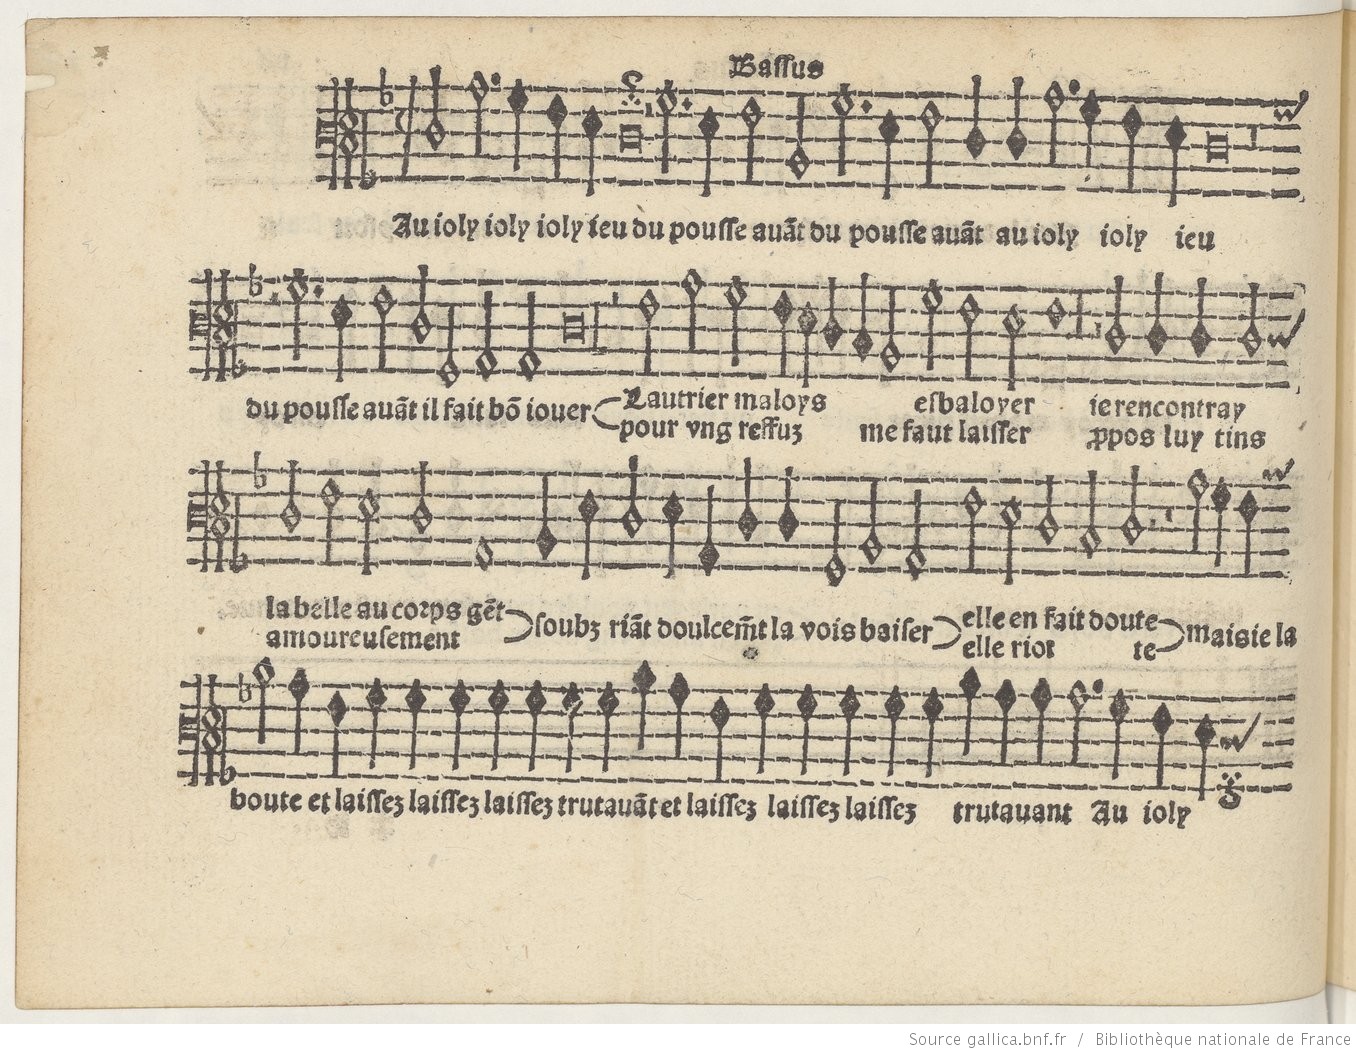 Bassus
Au ioly ioly ioly ieu du pousse auãt du pousse auãt au ioly ioly ieu
du pousse auãt il fait bõ iouer Lautrier maloys esbaloyer ie rencontray
pour vng reffuz me faut laisser ꝓpos luy tins
la belle au corps gẽt soubz riãt doulcem̃t la vois baiser elle en fait doute mais ie la
amoureusement elle riot te
boute et laissez laissez laissez trutauãt et laissez laissez laissez trutauant Au ioly
Source gallica.bnf.fr / Bibliothèque nationale de France